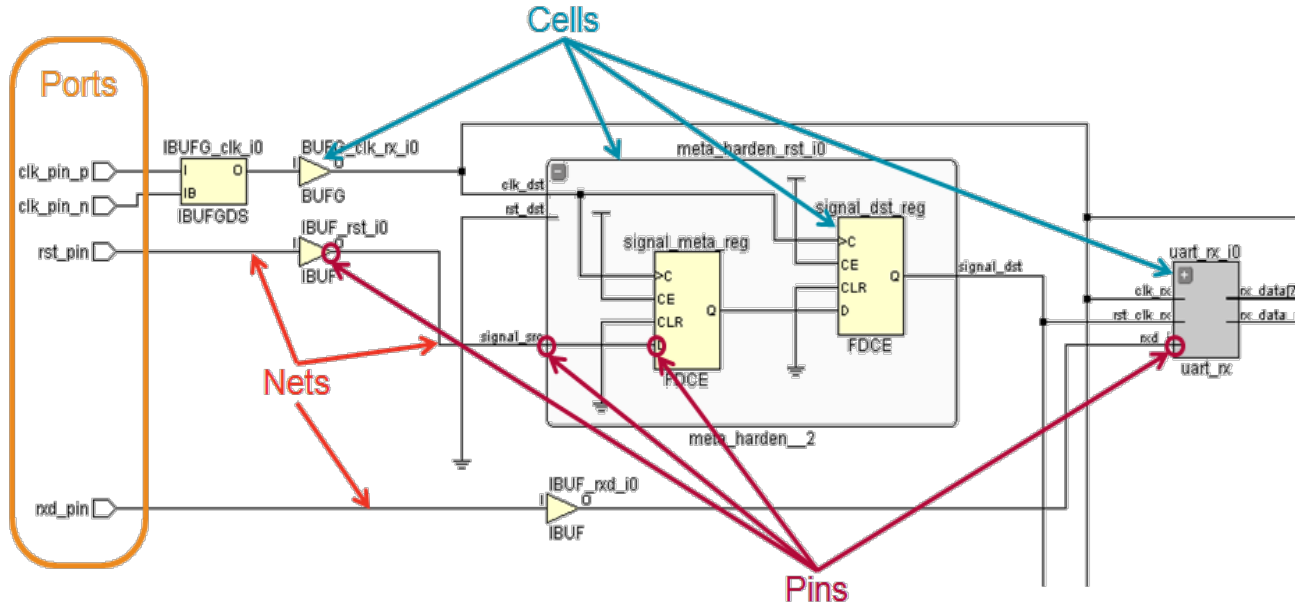 Cells
Ports
IBUFG_clk_i0
BUFG_clk_rx_i0
meta_harden_rst_i0
clk_pin_p
I
O
I
O
clk_pin_n
IB
IBUFGDS
BUFG
clk_dst
rst_dst
signal_dst_reg
IBUF_rst_i0
rst_pin
I
O
IBUF
signal_meta_reg
C
CE
CLR
D
Q
FDCE
signal_dst
uart_rx_i0
C
CE
CLR
Q
FDCE
clk_rx
rst_clk_rx
uart_rx
signal_src
Nets
meta_harden__2
IBUF_rxd_i0
rxd_pin
I
O
IBUF
Pins